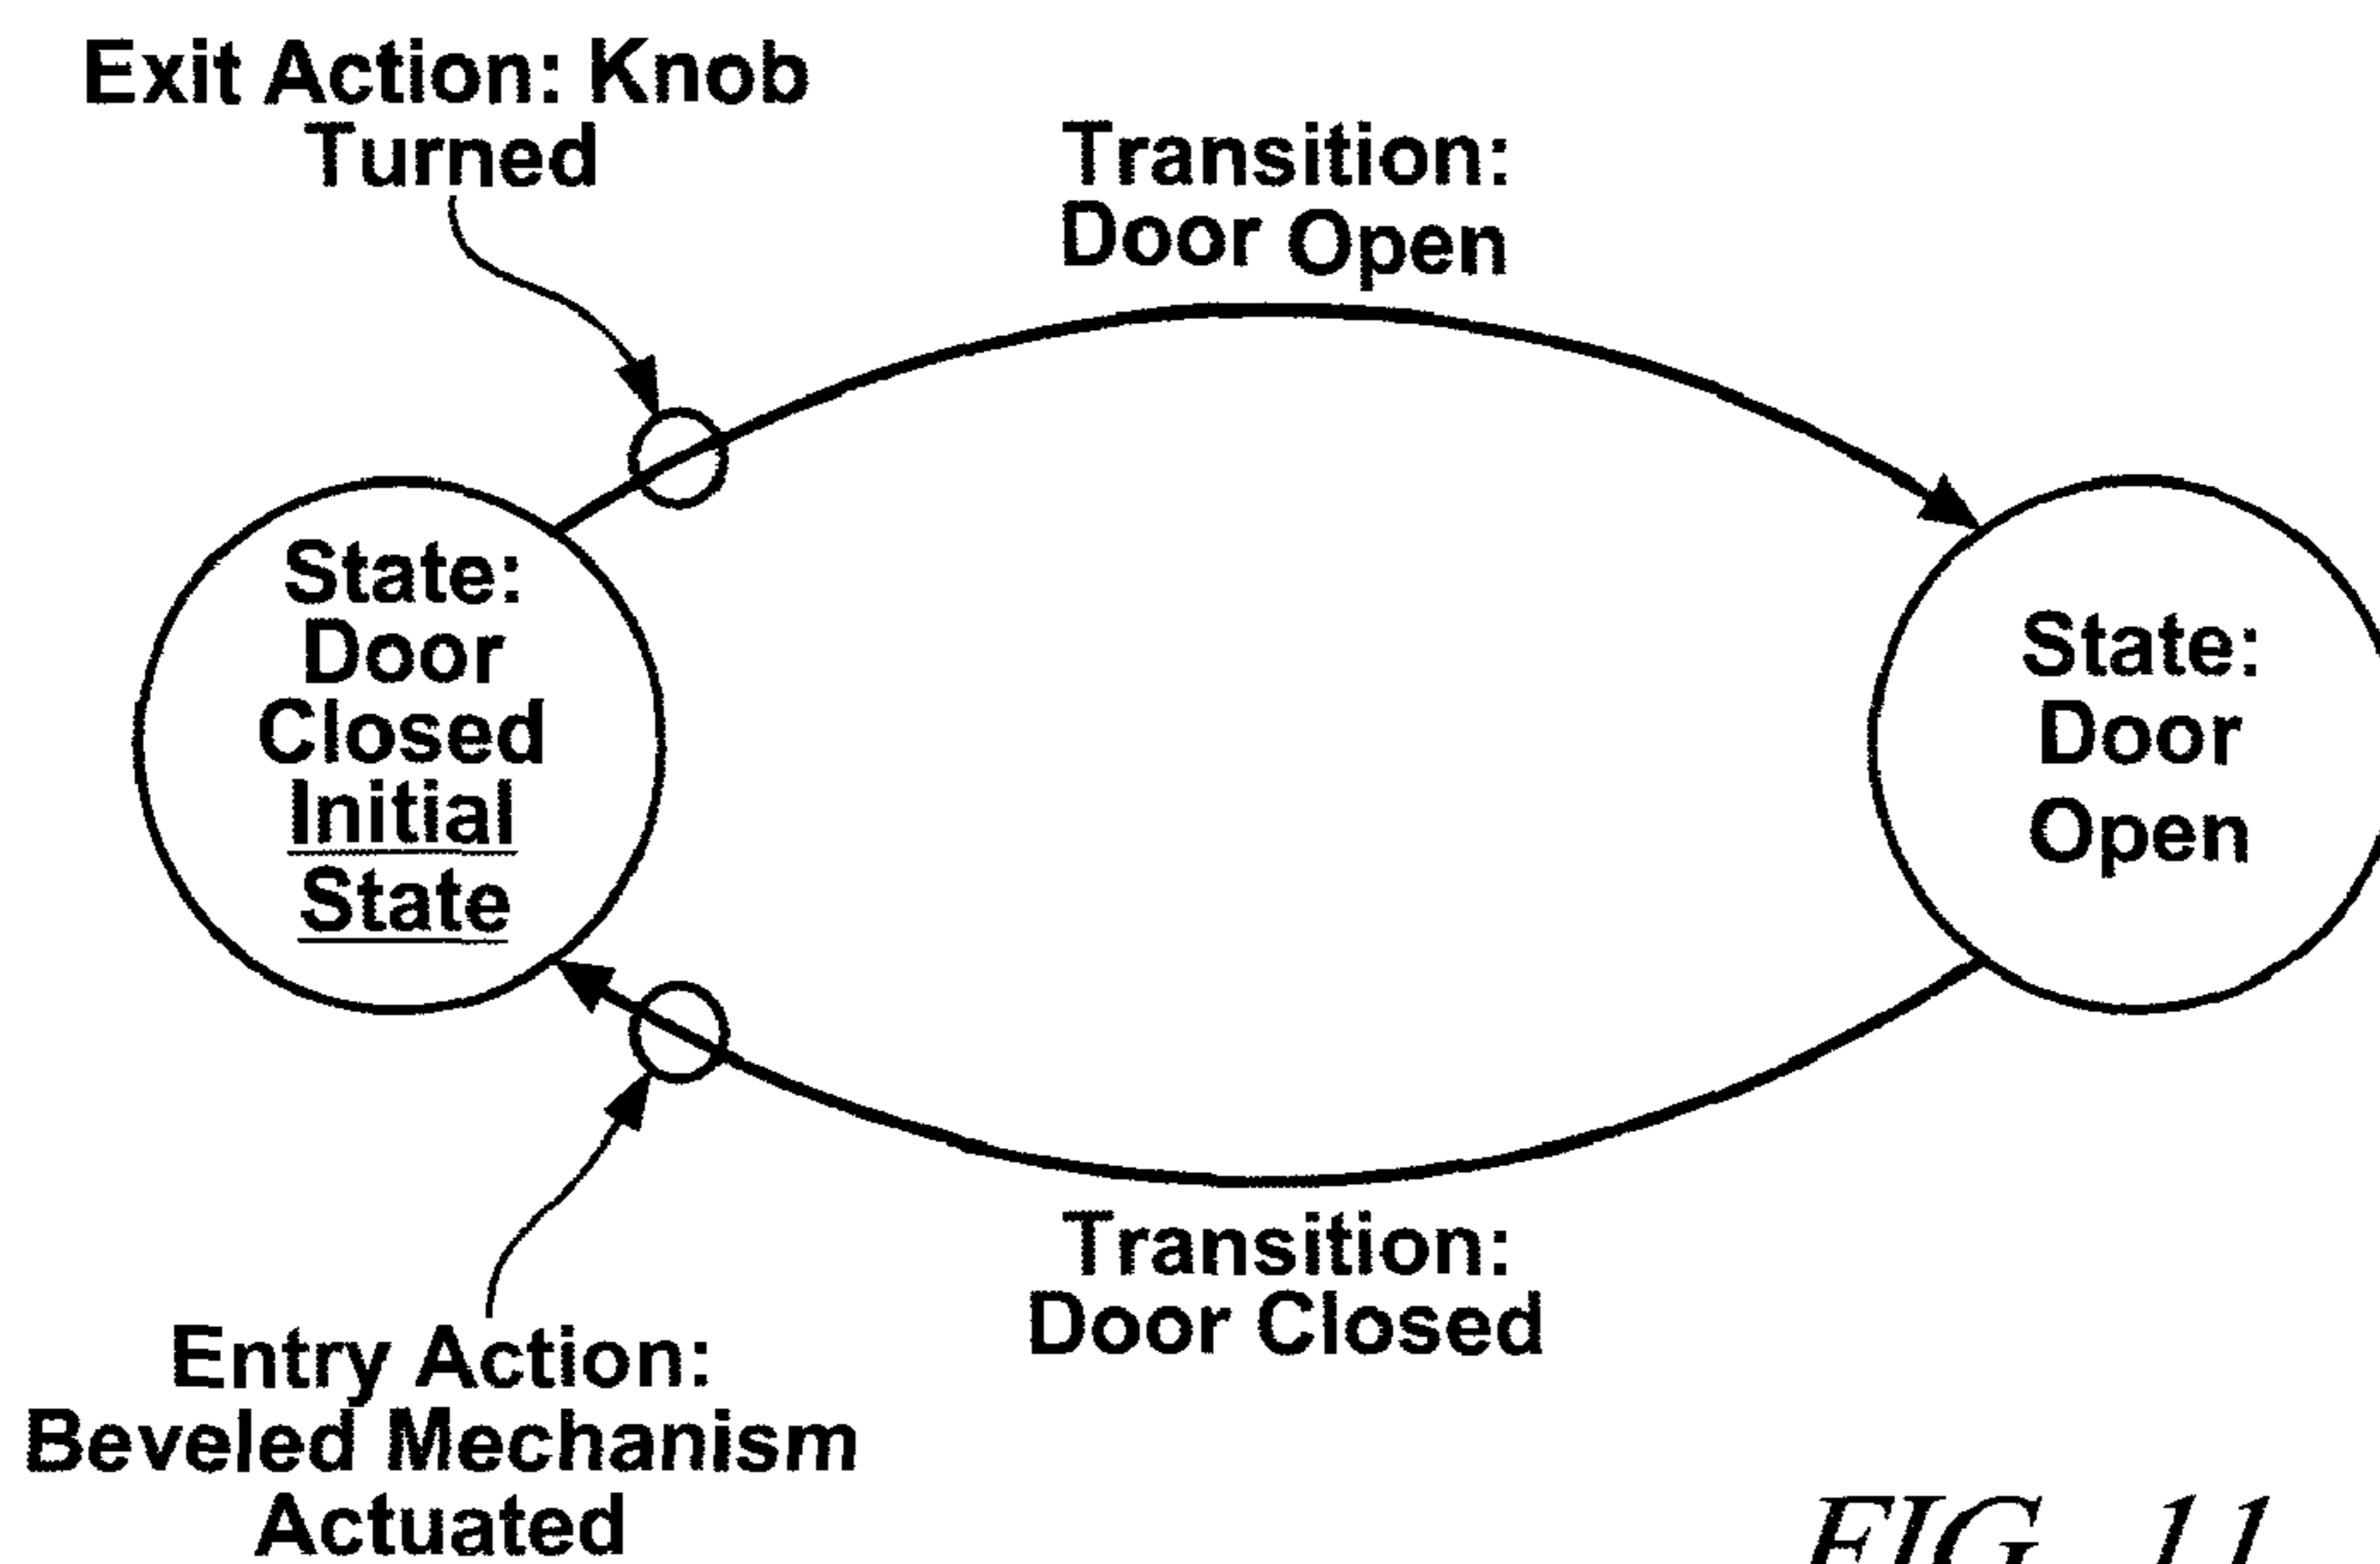 Exit Action: Knob
Turned
Transition:
Door Open
State:
Door
Closed
Initial
State
State:
Door
Open
Transition:
Door Closed
Entry Action:
Beveled Mechanism
Actuated
FIG. 11